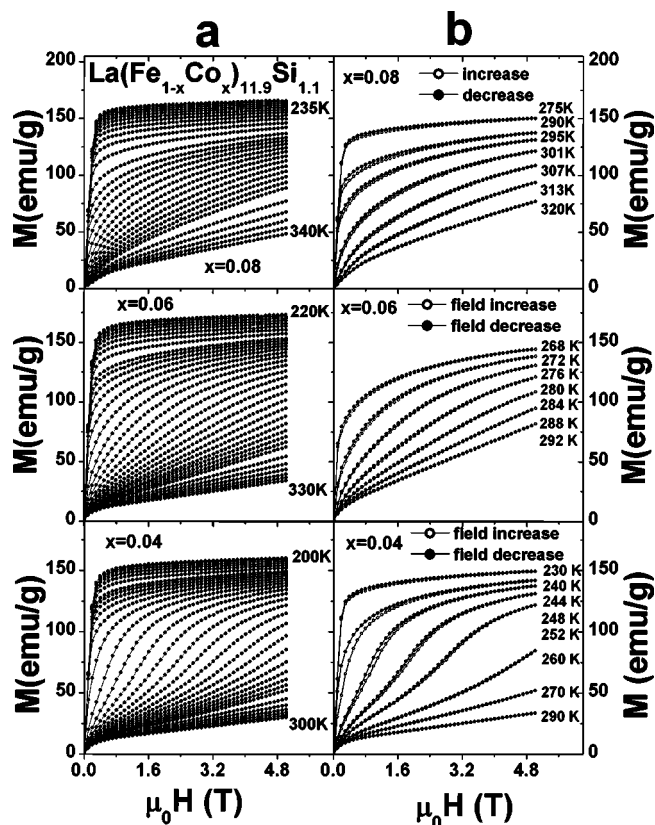 a
b
La(Fe1-xCox)11.9Si1.1
x=0.08
increase
decrease
200
150
100
50
0
M(emu/g)
235K
340K
x=0.08
275K
290K
295K
301K
307K
313K
320K
200
150
100
50
0
M(emu/g)
x=0.06
220K
330K
150
100
50
0
M(emu/g)
x=0.06
field increase
field decrease
268 K
272 K
276 K
280 K
284 K
288 K
292 K
150
100
50
0
M(emu/g)
x=0.04
200K
300K
150
100
50
0
M(emu/g)
x=0.04
field increase
field decrease
230 K
240 K
244 K
248 K
252 K
260 K
270 K
290 K
150
100
50
0
M (emu/g)
0.0 1.6 3.2 4.8
0.0 1.6 3.2 4.8
μ0H (T)
μ0H (T)